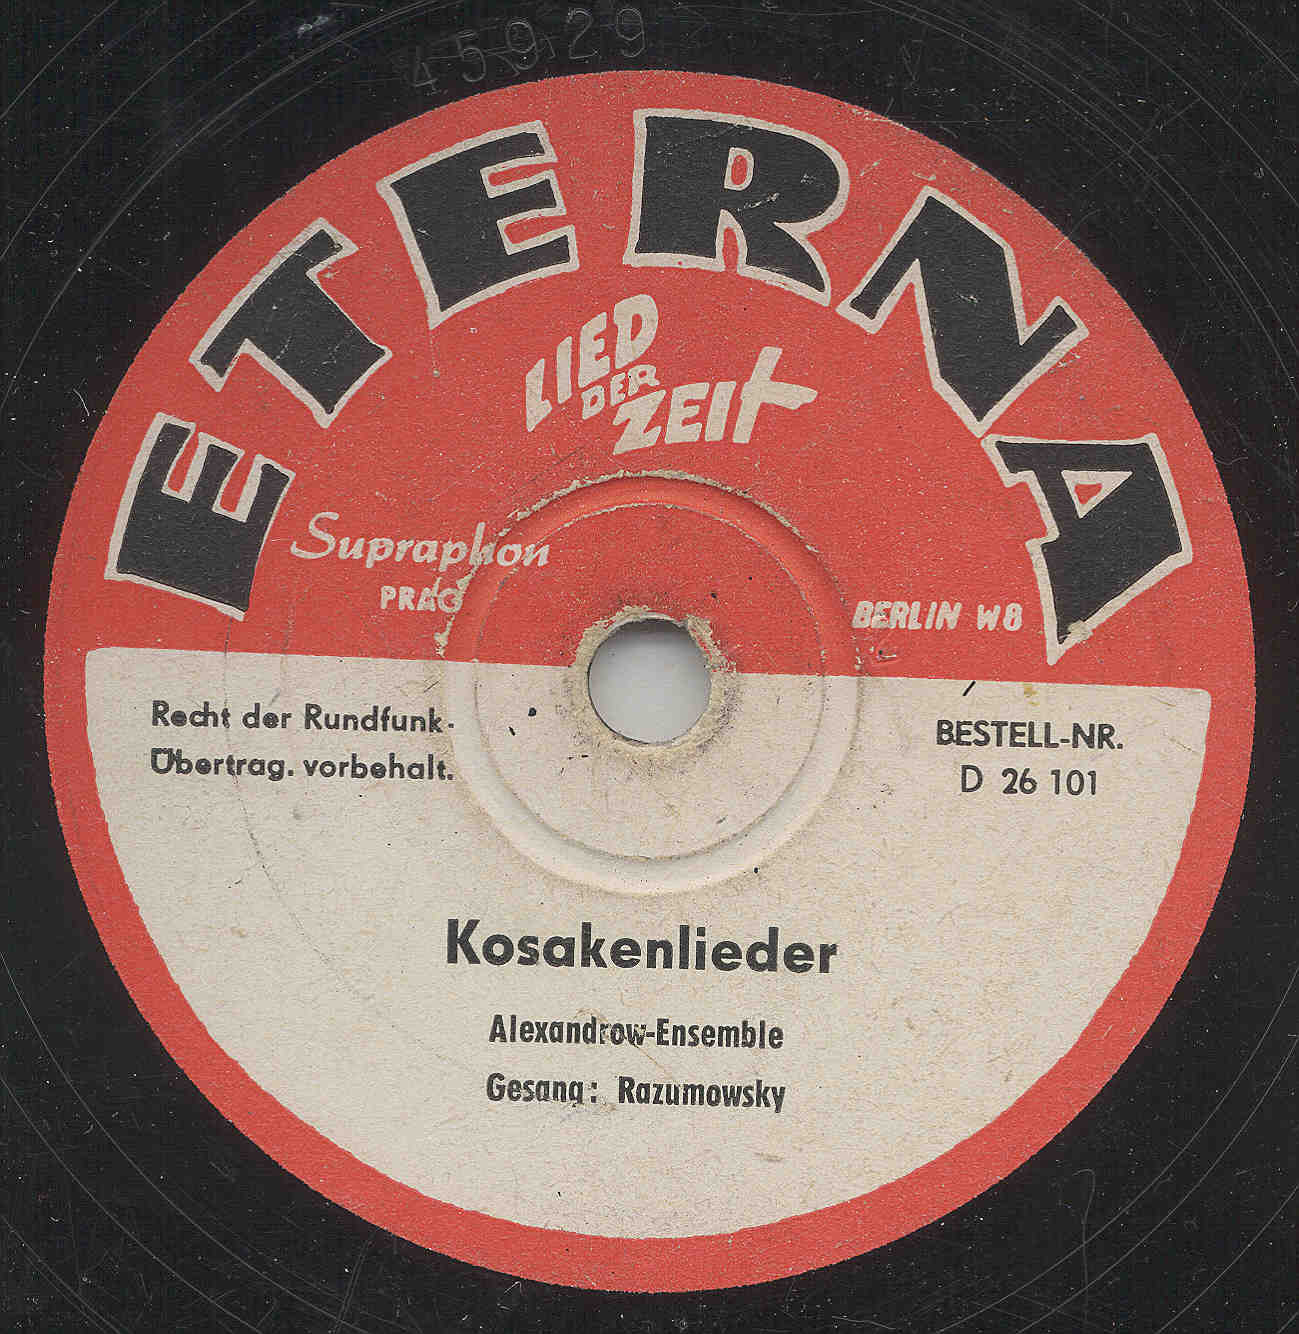 45929
ETERNA
LIED
DER
ZEIT
Supraphon
PRAG
BERLIN W8
Recht der Rundfunk-
Übertrag. vorbehalt.
BESTELL-NR.
D 26 101
Kosakenlieder
Alexandrow-Ensemble
Gesang: Razumowsky